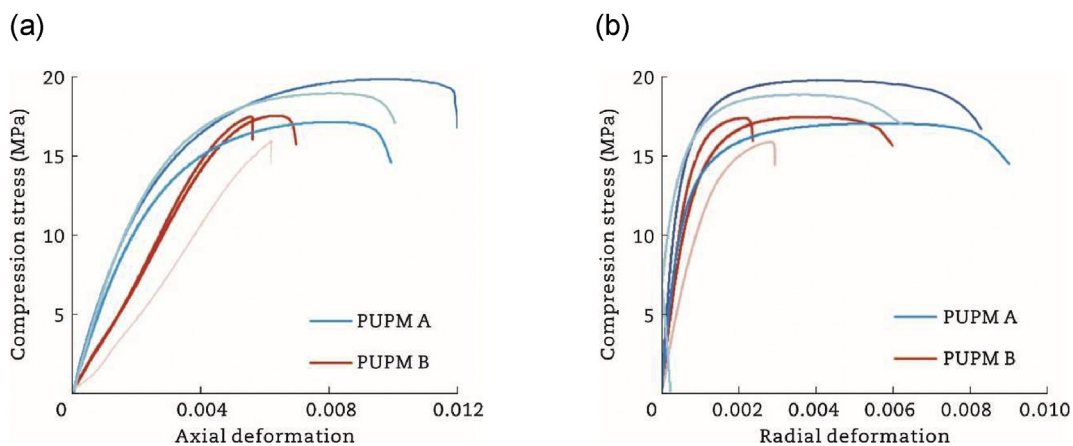 (a)
Compression stress (MPa)
20
15
10
5
0
0.004
0.008
0.012
Axial deformation
PUPM A
PUPM B
(b)
Compression stress (MPa)
20
15
10
5
0
0.002
0.004
0.006
0.008
0.010
Radial deformation
PUPM A
PUPM B